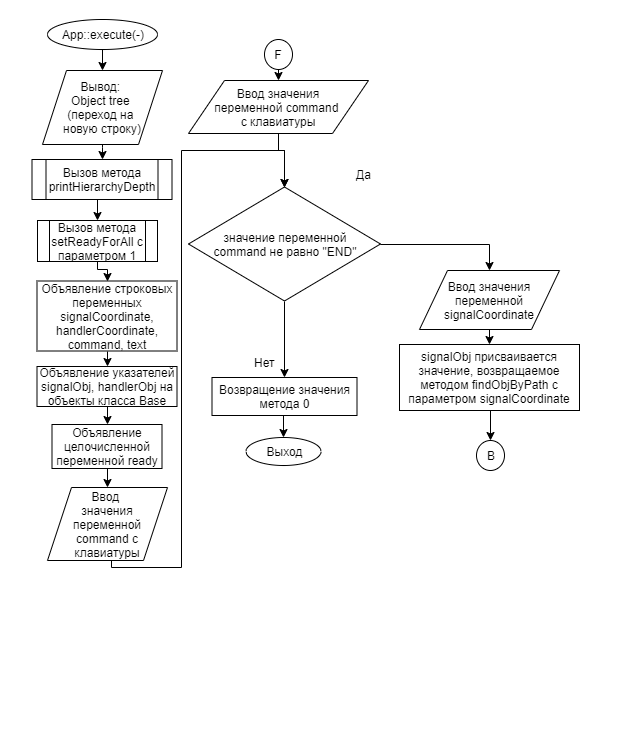 App::execute(-)
Вывод:
Object tree
(переход на
новую строку)
Вызов метода
printHierarchyDepth
Вызов метода
setReadyForAll с
параметром 1
Объявление строковых
переменных
signalCoordinate,
handlerCoordinate,
command, text
Объявление указателей
signalObj, handlerObj на
объекты класса Base
Объявление
целочисленной
переменной ready
Ввод
значения
переменной
command с
клавиатуры
F
Ввод значения
переменной command
с клавиатуры
значение переменной
command не равно "END"
Да
Нет
Возвращение значения
метода 0
Выход
Ввод значения
переменной
signalCoordinate
signalObj присваивается
значение, возвращаемое
методом findObjByPath с
параметром signalCoordinate
B